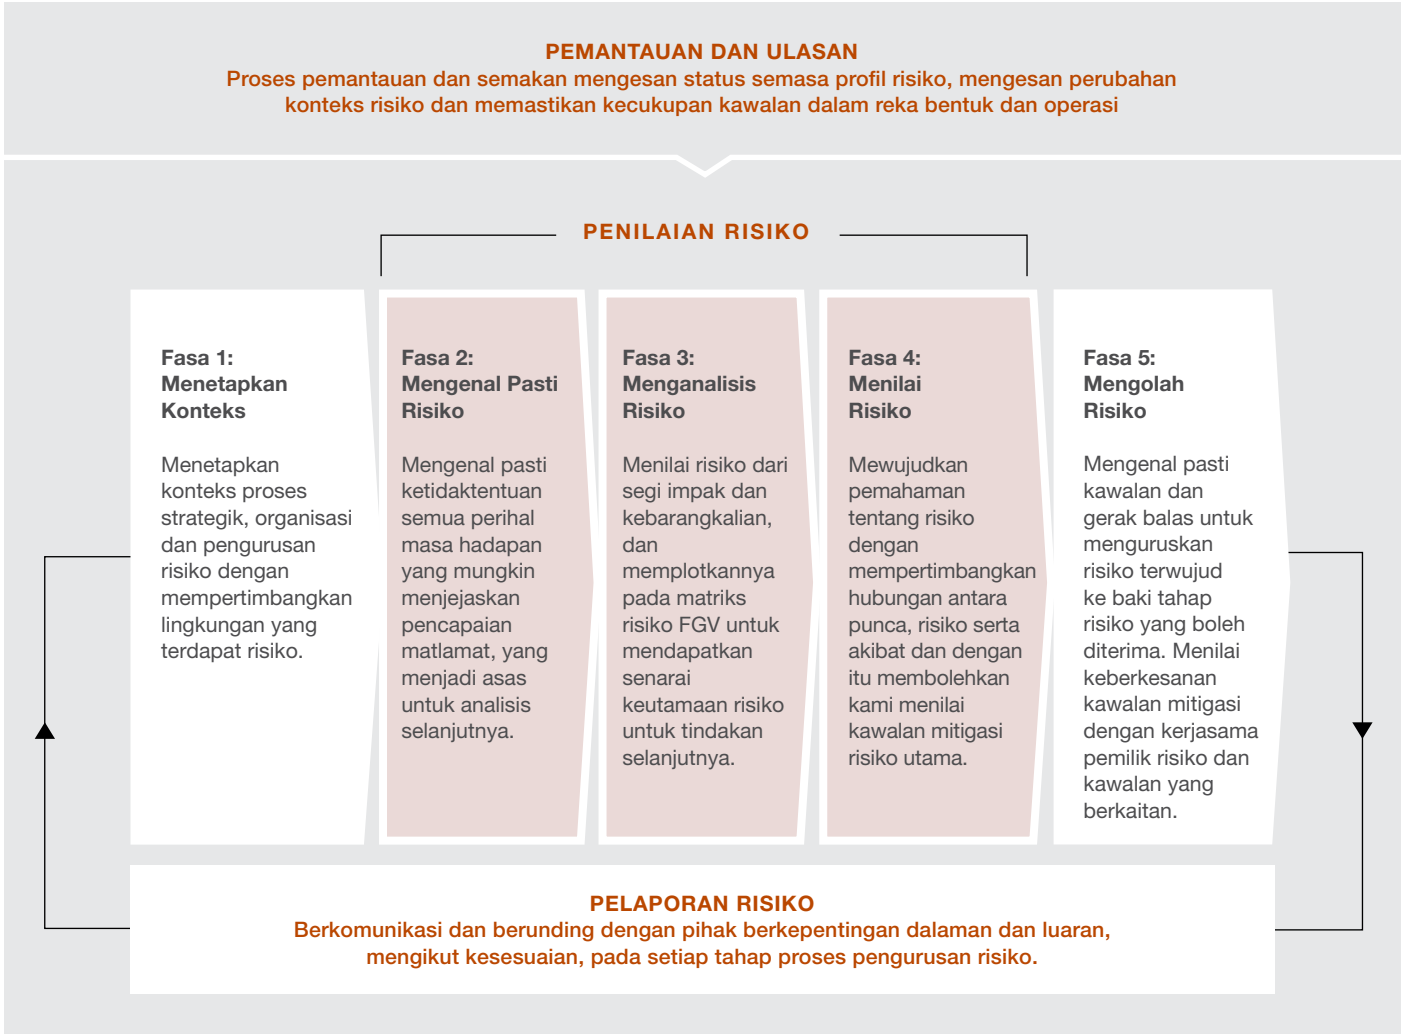 PEMANTAUAN DAN ULASAN
Proses pemantauan dan semakan mengesan status semasa profil risiko, mengesan perubahan
konteks risiko dan memastikan kecukupan kawalan dalam reka bentuk dan operasi
PENILAIAN RISIKO
Fasa 1:
Menetapkan
Konteks
Menetapkan
konteks proses
strategik, organisasi
dan pengurusan
risiko dengan
mempertimbangkan
lingkungan yang
terdapat risiko.
Fasa 2:
Mengenal Pasti
Risiko
Mengenal pasti
ketidaktentuan
semua perihal
masa hadapan
yang mungkin
menjejaskan
pencapaian
matlamat, yang
menjadi asas
untuk analisis
selanjutnya.
Fasa 3:
Menganalisis
Risiko
Menilai risiko dari
segi impak dan
kebarangkalian,
dan
memplotkannya
pada matriks
risiko FGV untuk
mendapatkan
senarai
keutamaan risiko
untuk tindakan
selanjutnya.
Fasa 4:
Menilai
Risiko
Mewujudkan
pemahaman
tentang risiko
dengan
mempertimbangkan
hubungan antara
punca, risiko serta
akibat dan dengan
itu membolehkan
kami menilai
kawalan mitigasi
risiko utama.
Fasa 5:
Mengolah
Risiko
Mengenal pasti
kawalan dan
gerak balas untuk
menguruskan
risiko terwujud
ke baki tahap
risiko yang boleh
diterima. Menilai
keberkesanan
kawalan mitigasi
dengan kerjasama
pemilik risiko dan
kawalan yang
berkaitan.
PELAPORAN RISIKO
Berkomunikasi dan berunding dengan pihak berkepentingan dalaman dan luaran,
mengikut kesesuaian, pada setiap tahap proses pengurusan risiko.